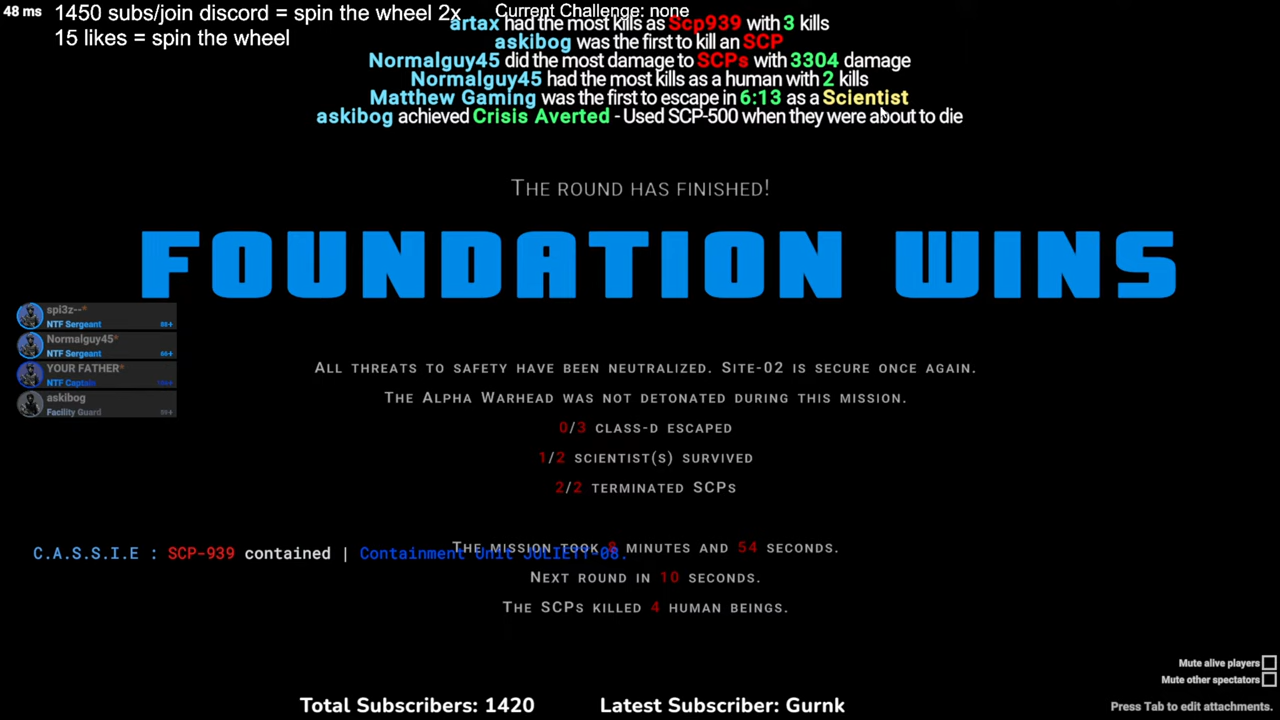 48 ms
1450 subs/join discord = spin the wheel 2x
15 likes = spin the wheel
Current Challenge: none
artax had the most kills as Scp939 with 3 kills
askibog was the first to kill an SCP
Normalguy45 did the most damage to SCPs with 3304 damage
Normalguy45 had the most kills as a human with 2 kills
Matthew Gaming was the first to escape in 6:13 as a Scientist
askibog achieved Crisis Averted - Used SCP-500 when they were about to die
THE ROUND HAS FINISHED!
FOUNDATION WINS
spi3z--*
NTF Sergeant
Normalguy45*
NTF Sergeant
YOUR FATHER*
NTF Captain
askibog
Facility Guard
ALL THREATS TO SAFETY HAVE BEEN NEUTRALIZED. SITE-02 IS SECURE ONCE AGAIN.
THE ALPHA WARHEAD WAS NOT DETONATED DURING THIS MISSION.
0/3 CLASS-D ESCAPED
1/2 SCIENTIST(S) SURVIVED
2/2 TERMINATED SCPS
C.A.S.S.I.E : SCP-939 contained | Containment Unit JULIETT-08.
THE MISSION TOOK 8 MINUTES AND 54 SECONDS.
NEXT ROUND IN 10 SECONDS.
THE SCPS KILLED 4 HUMAN BEINGS.
Mute alive players
Mute other spectators
Press Tab to edit attachments.
Total Subscribers: 1420
Latest Subscriber: Gurnk